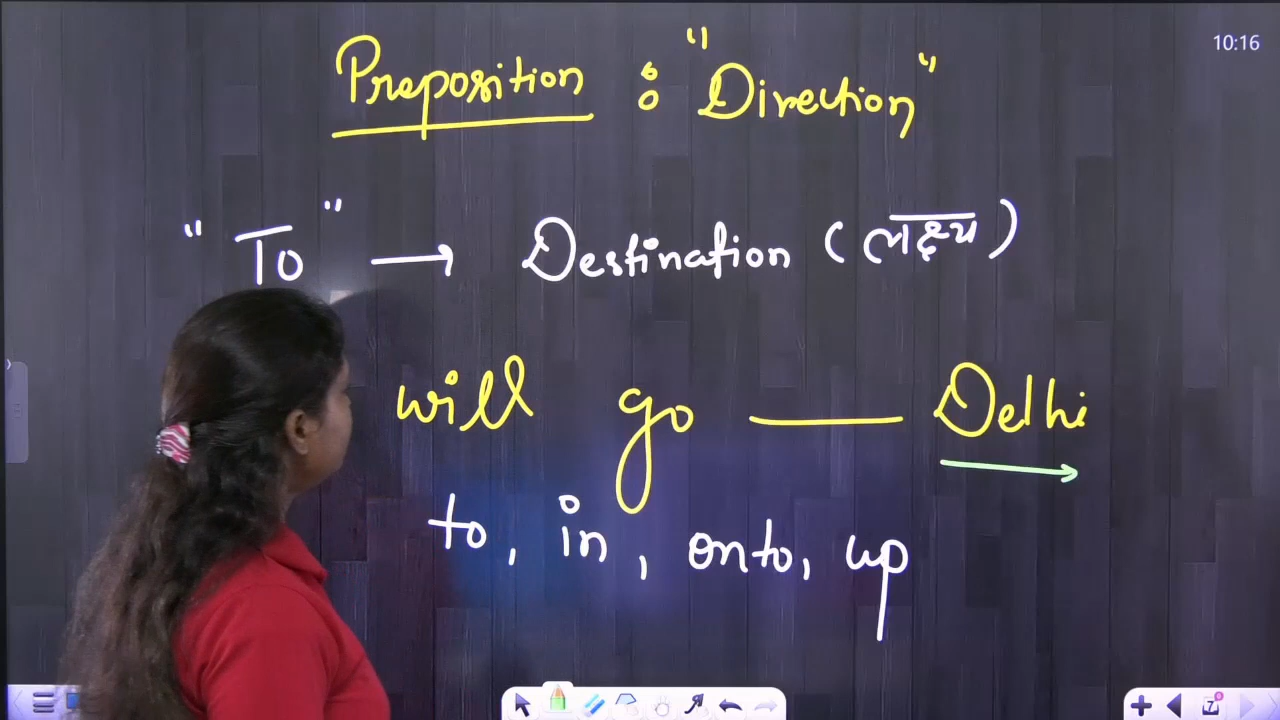 10:16
Preposition : "Direction"
"To" → Destination (लक्ष्य)
will go ___ Delhi
to, in, onto, up